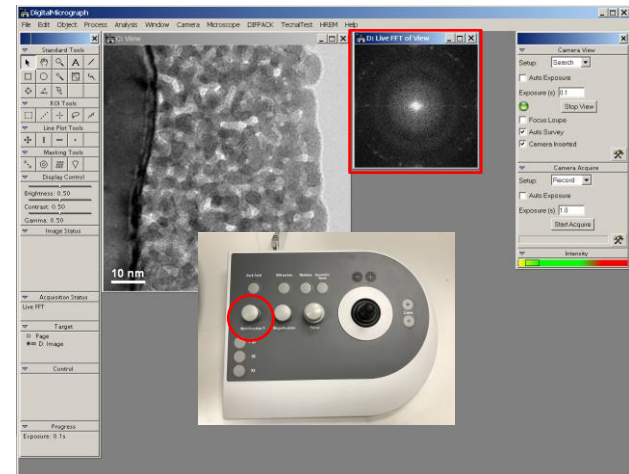 DigitalMicrograph
File Edit Object Process Analysis Window Camera Microscope DIFPACK TecnaiTest HREM Help
Standard Tools
ROI Tools
Line Plot Tools
Masking Tools
Display Control
Brightness: 0.50
Contrast: 0.50
Gamma: 0.50
Image Status
Acquisition Status
Live FFT
Target
Page
D: Image
Control
Progress
Exposure: 0.1s
D: View
10 nm
D: Live FFT of View
Dark field
Diffraction
Wobbler
Magnification
Focus
Camera View
Setup: Search
Auto Exposure
Exposure (s) 0.1
Stop View
Focus Loupe
Auto Survey
Camera Inserted
Camera Acquire
Setup: Record
Auto Exposure
Exposure (s) 1.0
Start Acquire
Intensity